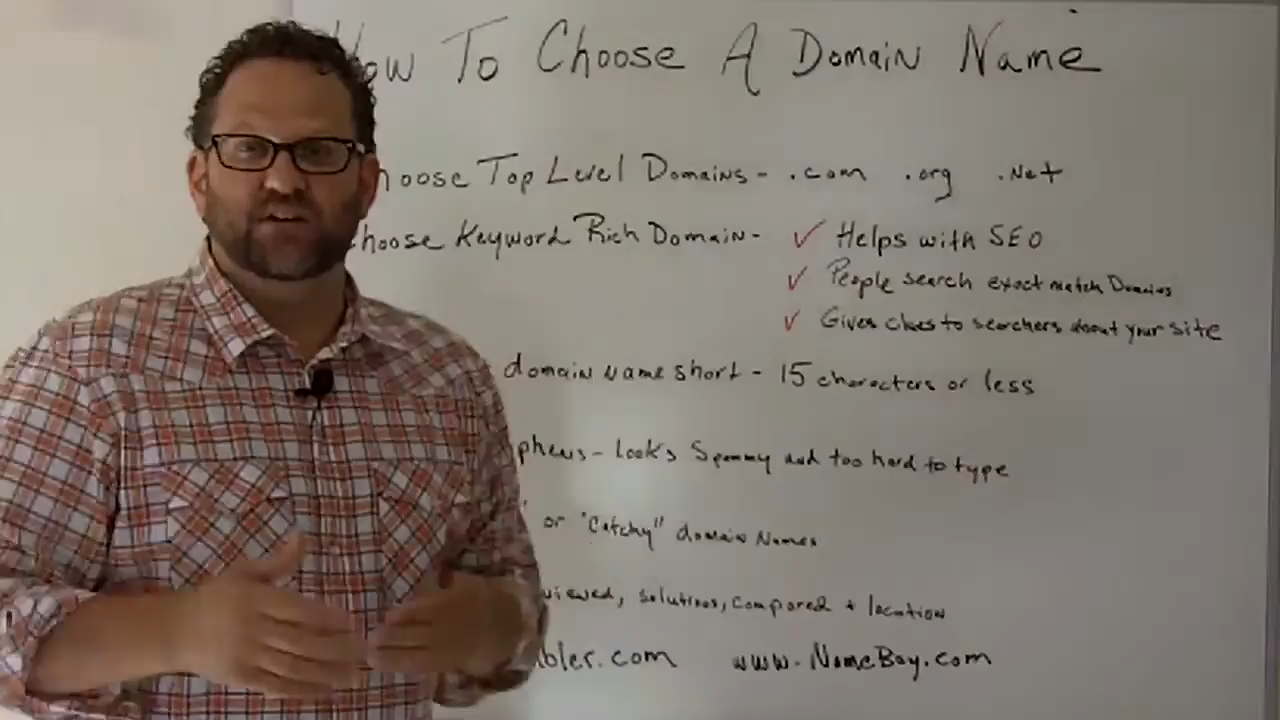 How To Choose A Domain Name
hoose Top Level Domains - .com .org .Net
hoose Keyword Rich Domain - ✓ Helps with SEO
✓ People search exact match Domains
✓ Gives clues to searchers about your site
domain name short - 15 characters or less
phens - Looks Spammy and too hard to type
" or "Catchy" domain Names
viewed, solutions, compared + location
bler.com www.NameBoy.com